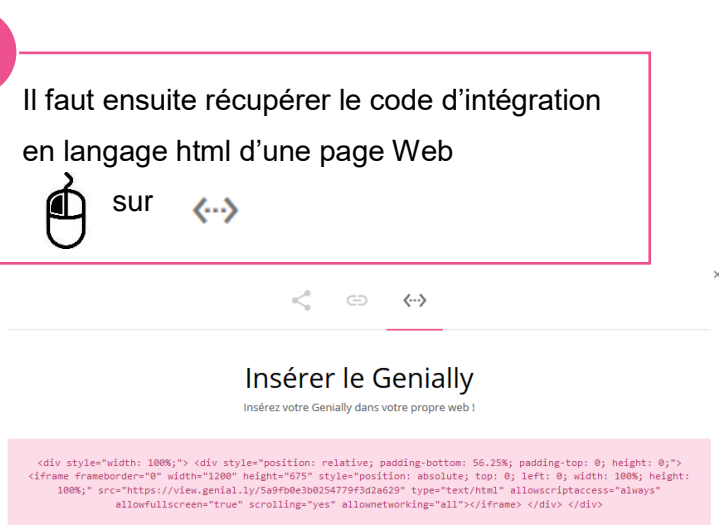 Il faut ensuite récupérer le code d’intégration
en langage html d’une page Web
sur <··>
Insérer le Genially
Insérez votre Genially dans votre propre web !
<div style="width: 100%;"> <div style="position: relative; padding-bottom: 56.25%; padding-top: 0; height: 0;">
<iframe frameborder="0" width="1200" height="675" style="position: absolute; top: 0; left: 0; width: 100%; height:
100%;" src="https://view.genial.ly/5a9fb0e3b0254779f3d2a629" type="text/html" allowscriptaccess="always"
allowfullscreen="true" scrolling="yes" allownetworking="all"></iframe> </div> </div>